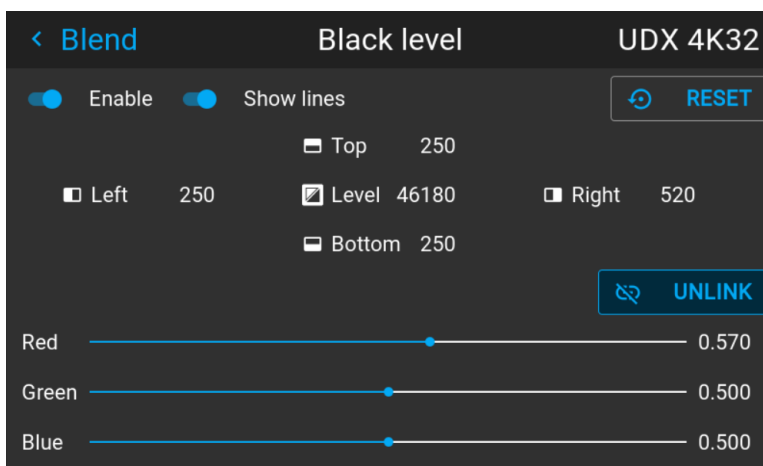 Blend Black level UDX 4K32
Enable Show lines RESET
Top 250
Left 250 Level 46180 Right 520
Bottom 250
UNLINK
Red 0.570
Green 0.500
Blue 0.500